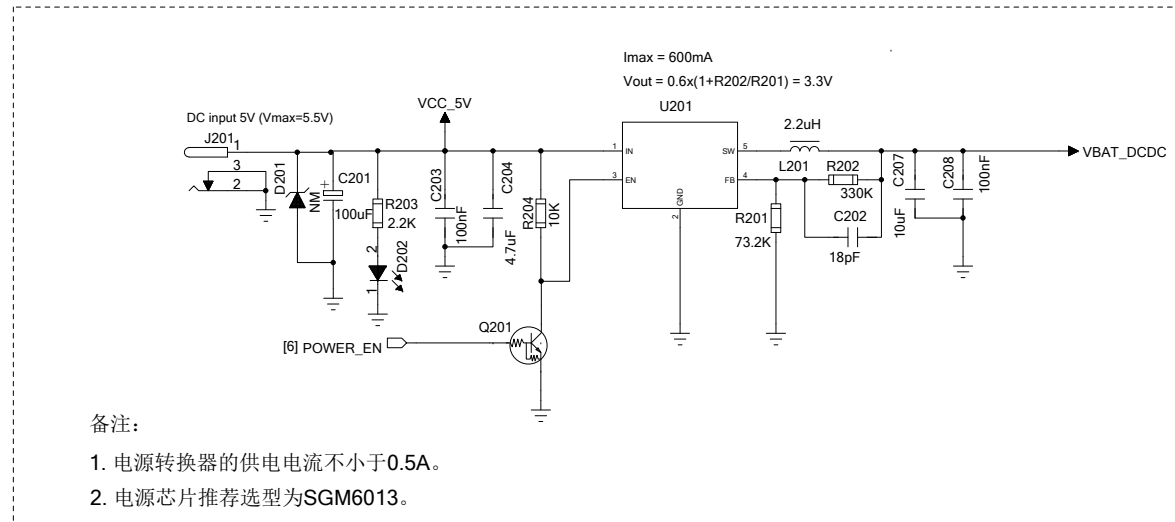 Imax = 600mA
Vout = 0.6x(1+R202/R201) = 3.3V
U201
VCC_5V
DC input 5V (Vmax=5.5V)
J201
1
3
2
D201
NM
+
C201
100uF
R203
2.2K
2
D202
1
C203
100nF
C204
4.7uF
R204
10K
1
IN
3
EN
SW
5
FB
4
GND
2
2.2uH
L201
R202
330K
R201
73.2K
C202
18pF
C207
10uF
C208
100nF
VBAT_DCDC
Q201
[6] POWER_EN
备注：
1. 电源转换器的供电电流不小于0.5A。
2. 电源芯片推荐选型为SGM6013。